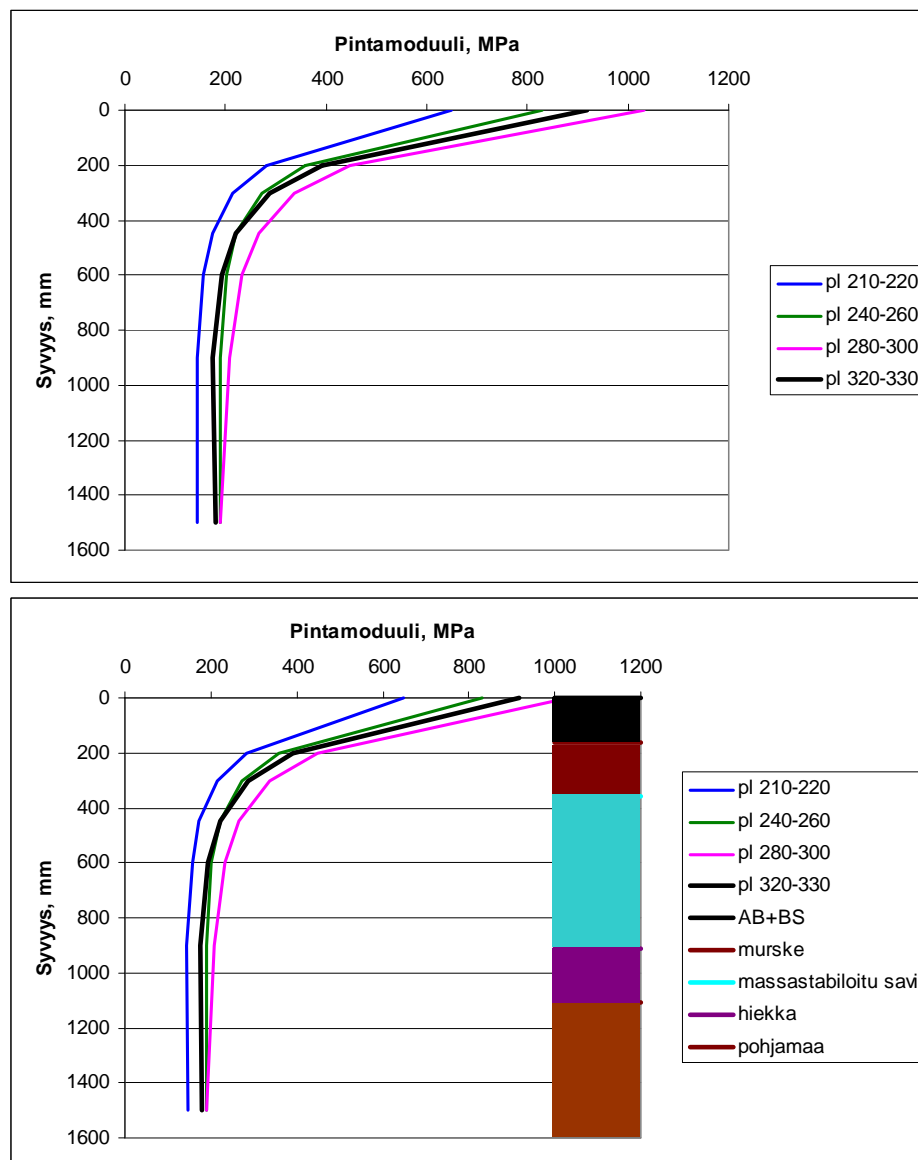 Pintamoduuli, MPa
0 200 400 600 800 1000 1200
0
200
400
600
800
1000
1200
1400
1600
Syvyys, mm
pl 210-220
pl 240-260
pl 280-300
pl 320-330
Pintamoduuli, MPa
0 200 400 600 800 1000 1200
0
200
400
600
800
1000
1200
1400
1600
Syvyys, mm
pl 210-220
pl 240-260
pl 280-300
pl 320-330
AB+BS
murske
massastabiloitu savi
hiekka
pohjamaa